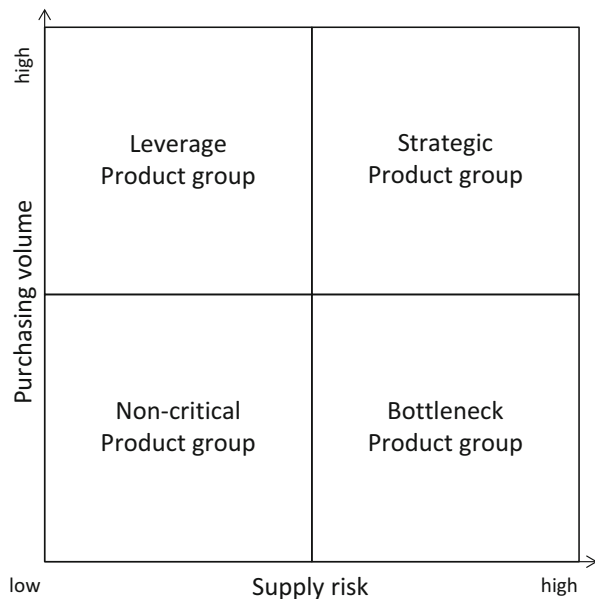 high
Leverage
Product group
Strategic
Product group
Purchasing volume
Non-critical
Product group
Bottleneck
Product group
low
Supply risk
high